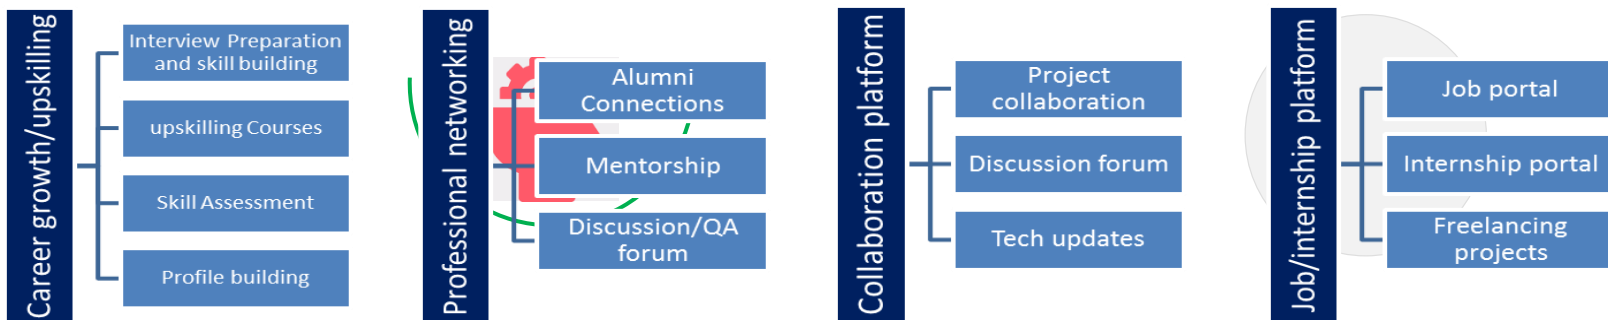 Career growth/upskilling
Interview Preparation
and skill building
upskilling Courses
Skill Assessment
Profile building
Professional networking
Alumni
Connections
Mentorship
Discussion/QA
forum
Collaboration platform
Project
collaboration
Discussion forum
Tech updates
Job/internship platform
Job portal
Internship portal
Freelancing
projects